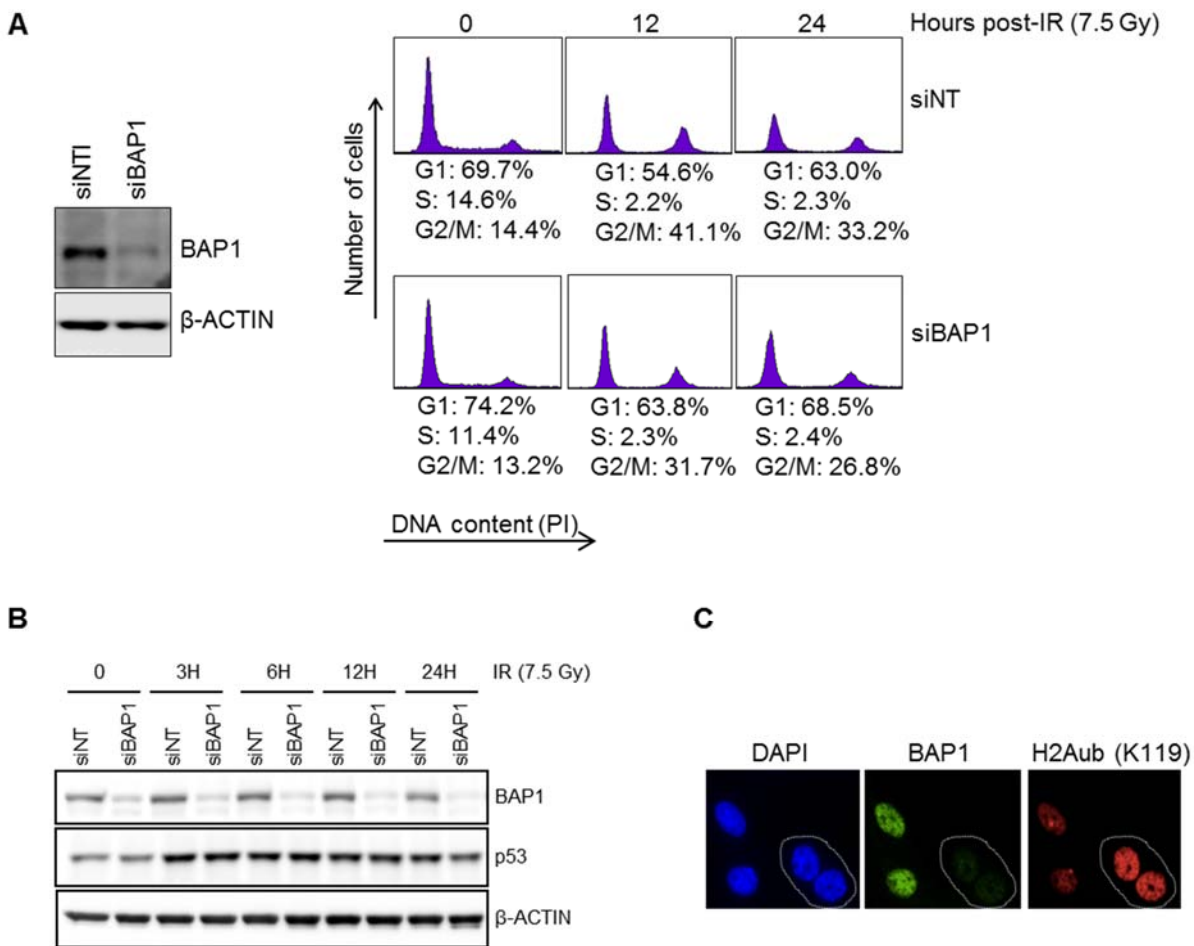 A
0 12 24 Hours post-IR (7.5 Gy)
siNTI
siBAP1
BAP1
β-ACTIN
Number of cells
siNT
G1: 69.7%
S: 14.6%
G2/M: 14.4%
G1: 54.6%
S: 2.2%
G2/M: 41.1%
G1: 63.0%
S: 2.3%
G2/M: 33.2%
siBAP1
G1: 74.2%
S: 11.4%
G2/M: 13.2%
G1: 63.8%
S: 2.3%
G2/M: 31.7%
G1: 68.5%
S: 2.4%
G2/M: 26.8%
DNA content (PI)
B
0 3H 6H 12H 24H IR (7.5 Gy)
siNT siBAP1 siNT siBAP1 siNT siBAP1 siNT siBAP1 siNT siBAP1
BAP1
p53
β-ACTIN
C
DAPI BAP1 H2Aub (K119)